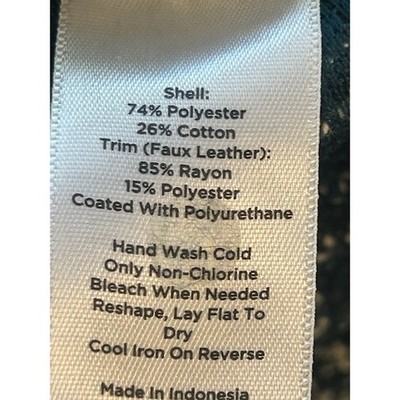 Shell:
74% Polyester
26% Cotton
Trim (Faux Leather):
85% Rayon
15% Polyester
Coated With Polyurethane
Hand Wash Cold
Only Non-Chlorine
Bleach When Needed
Reshape, Lay Flat To
Dry
Cool Iron On Reverse
Made In Indonesia